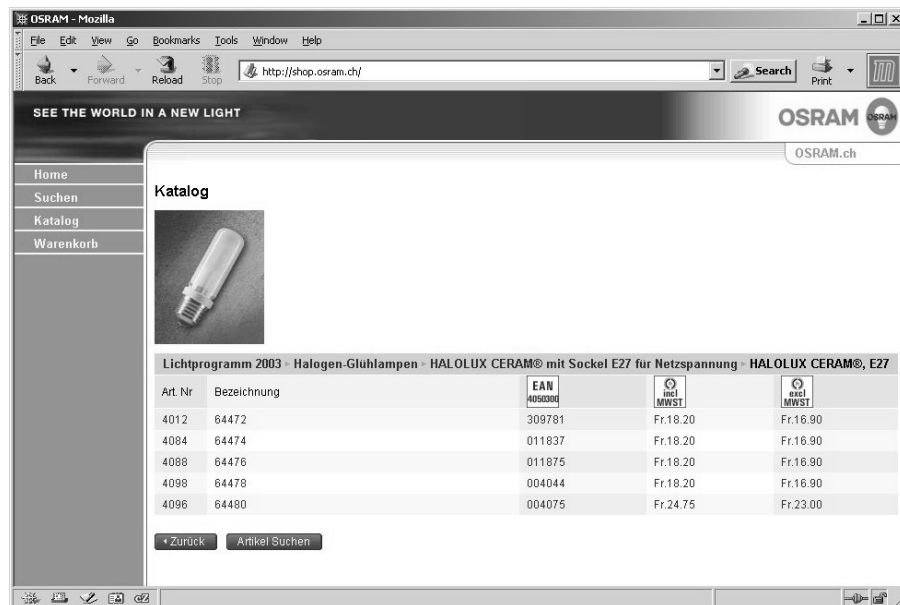 OSRAM - Mozilla
File Edit View Go Bookmarks Tools Window Help
Back Forward Reload Stop http://shop.osram.ch/ Search Print
SEE THE WORLD IN A NEW LIGHT
OSRAM OSRAM
OSRAM.ch
Home
Suchen
Katalog
Warenkorb
Katalog
Lichtprogramm 2003 Halogen-Glühlampen HALOLUX CERAM® mit Sockel E27 für Netzspannung HALOLUX CERAM®, E27
Art. Nr Bezeichnung EAN 4050300 incl MWST excl MWST
4012 64472 309781 Fr.18.20 Fr.16.90
4084 64474 011837 Fr.18.20 Fr.16.90
4088 64476 011875 Fr.18.20 Fr.16.90
4098 64478 004044 Fr.18.20 Fr.16.90
4096 64480 004075 Fr.24.75 Fr.23.00
Zurück Artikel Suchen